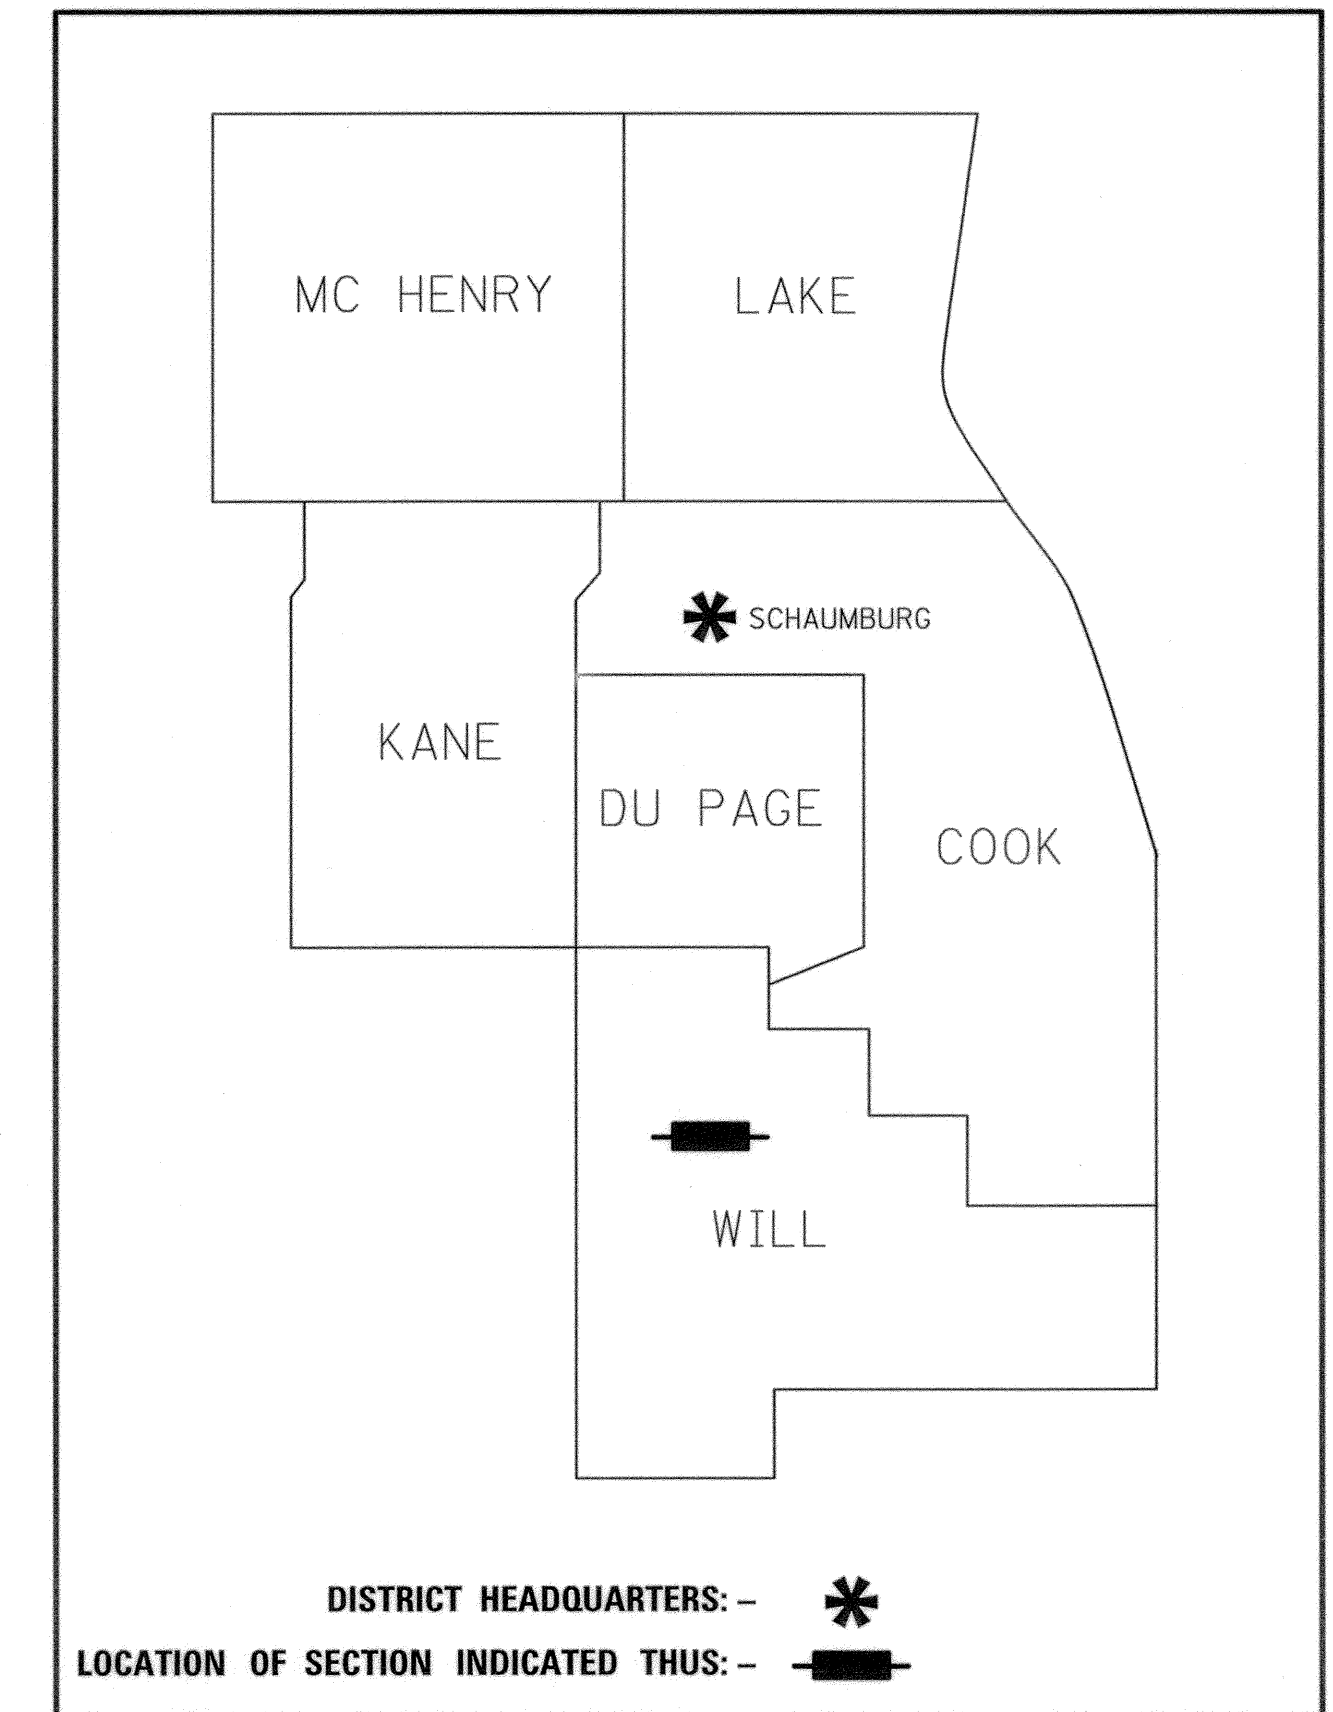 MC HENRY
LAKE
SCHAUMBURG
KANE
DU PAGE
COOK
WILL
DISTRICT HEADQUARTERS: –
LOCATION OF SECTION INDICATED THUS: –